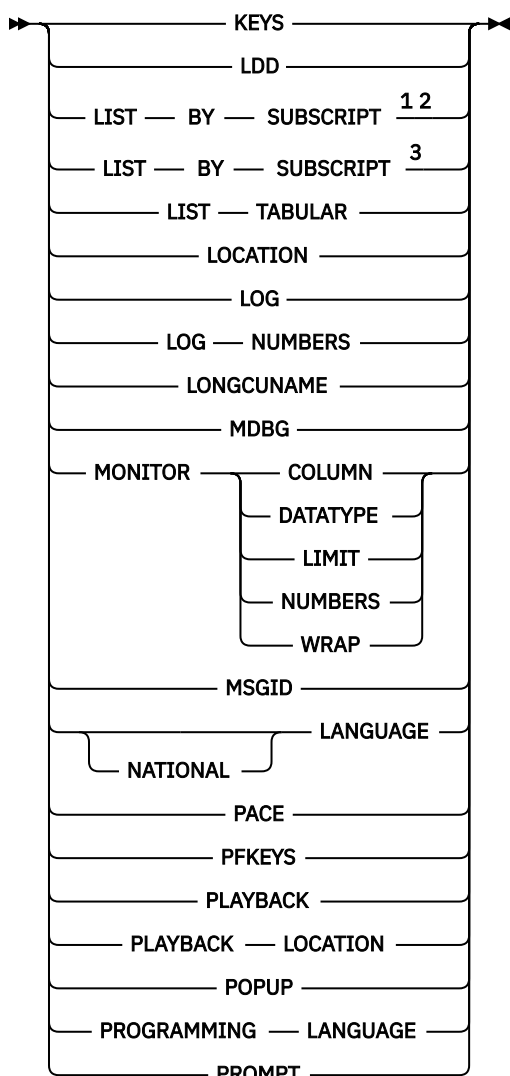 KEYS
LDD
LIST BY SUBSCRIPT 1 2
LIST BY SUBSCRIPT 3
LIST TABULAR
LOCATION
LOG
LOG NUMBERS
LONGCUNAME
MDBG
MONITOR COLUMN
DATATYPE
LIMIT
NUMBERS
WRAP
MSGID
LANGUAGE
NATIONAL
PACE
PFKEYS
PLAYBACK
PLAYBACK LOCATION
POPUP
PROGRAMMING LANGUAGE
PROMPT